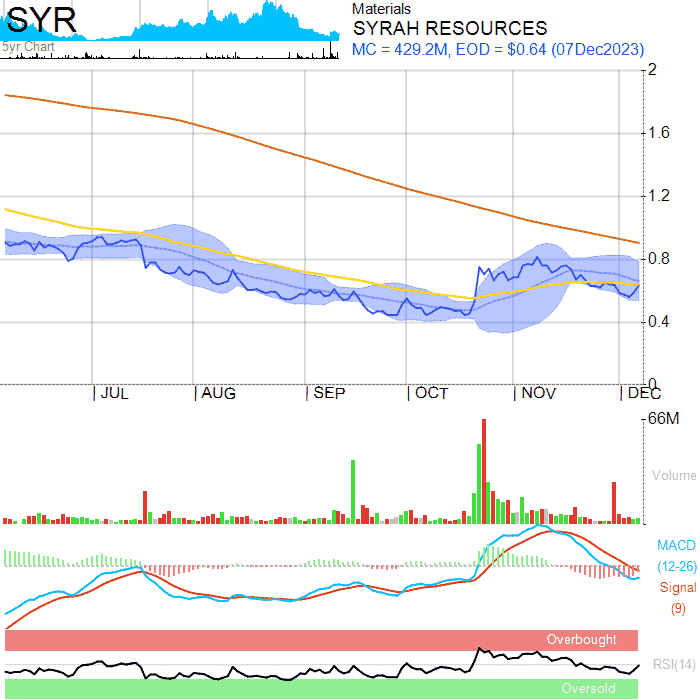 SYR
5yr Chart
Materials
SYRAH RESOURCES
MC = 429.2M, EOD = $0.64 (07Dec2023)
2
1.6
1.2
0.8
0.4
0
JUL AUG SEP OCT NOV DEC
66M
Volume
MACD
(12-26)
Signal
(9)
Overbought
RSI(14)
Oversold